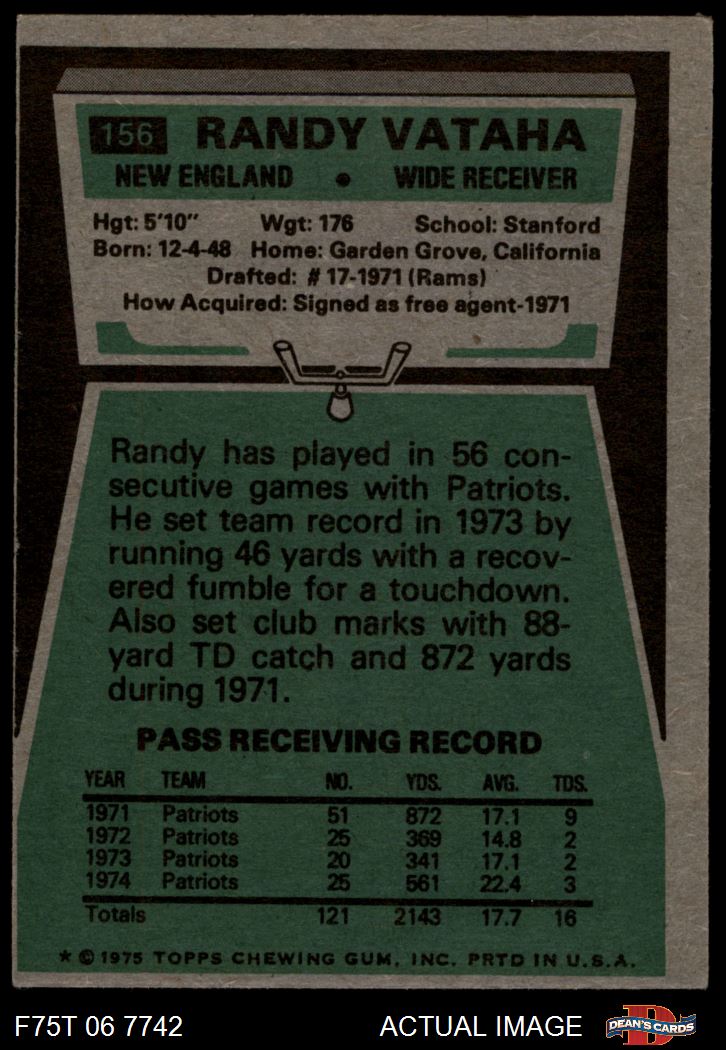 156 RANDY VATAHA
NEW ENGLAND • WIDE RECEIVER
Hgt: 5'10" Wgt: 176 School: Stanford
Born: 12-4-48 Home: Garden Grove, California
Drafted: # 17-1971 (Rams)
How Acquired: Signed as free agent-1971
Randy has played in 56 con-
secutive games with Patriots.
He set team record in 1973 by
running 46 yards with a recov-
ered fumble for a touchdown.
Also set club marks with 88-
yard TD catch and 872 yards
during 1971.
PASS RECEIVING RECORD
YEAR TEAM NO. YDS. AVG. TDS.
1971 Patriots 51 872 17.1 9
1972 Patriots 25 369 14.8 2
1973 Patriots 20 341 17.1 2
1974 Patriots 25 561 22.4 3
Totals 121 2143 17.7 16
* © 1975 TOPPS CHEWING GUM, INC. PRTD IN U.S.A.
F75T 06 7742 ACTUAL IMAGE D DEAN'S CARDS